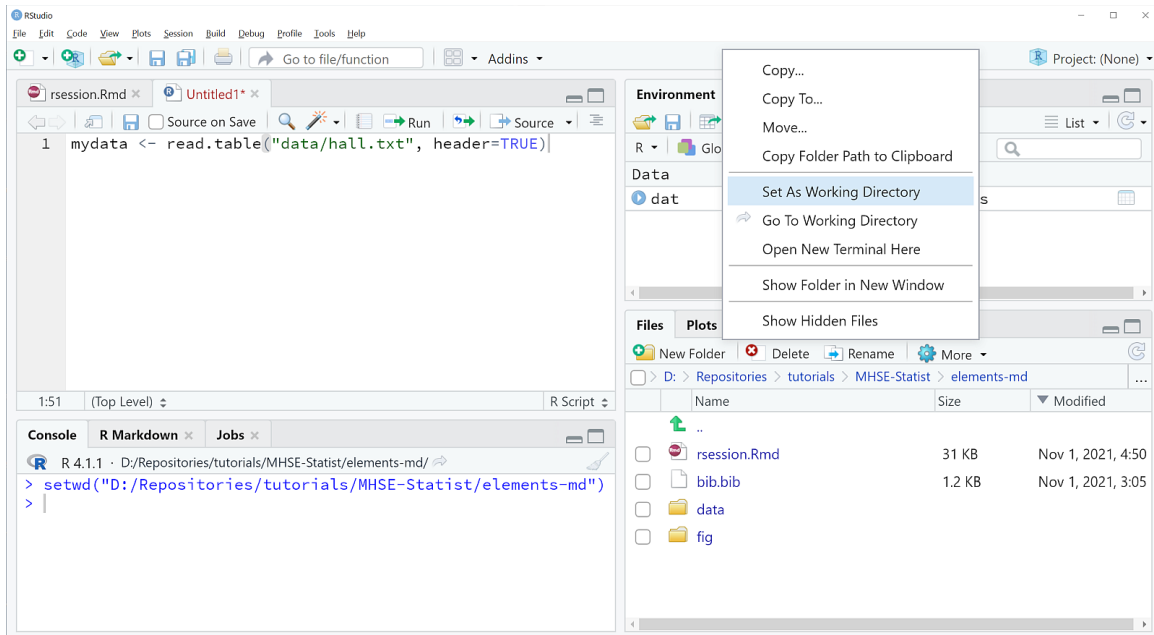 RStudio
File Edit Code View Plots Session Build Debug Profile Tools Help
Go to file/function Addins Project: (None)
rsession.Rmd Untitled1*
Source on Save Run Source
1 mydata <- read.table("data/hall.txt", header=TRUE)
1:51 (Top Level) R Script
Console R Markdown Jobs
R 4.1.1 · D:/Repositories/tutorials/MHSE-Statist/elements-md/
> setwd("D:/Repositories/tutorials/MHSE-Statist/elements-md")
>
Environment
List
R Glo
Data
dat s
Copy...
Copy To...
Move...
Copy Folder Path to Clipboard
Set As Working Directory
Go To Working Directory
Open New Terminal Here
Show Folder in New Window
Show Hidden Files
Files Plots
New Folder Delete Rename More
D: Repositories tutorials MHSE-Statist elements-md ...
Name Size Modified
..
rsession.Rmd 31 KB Nov 1, 2021, 4:50
bib.bib 1.2 KB Nov 1, 2021, 3:05
data
fig